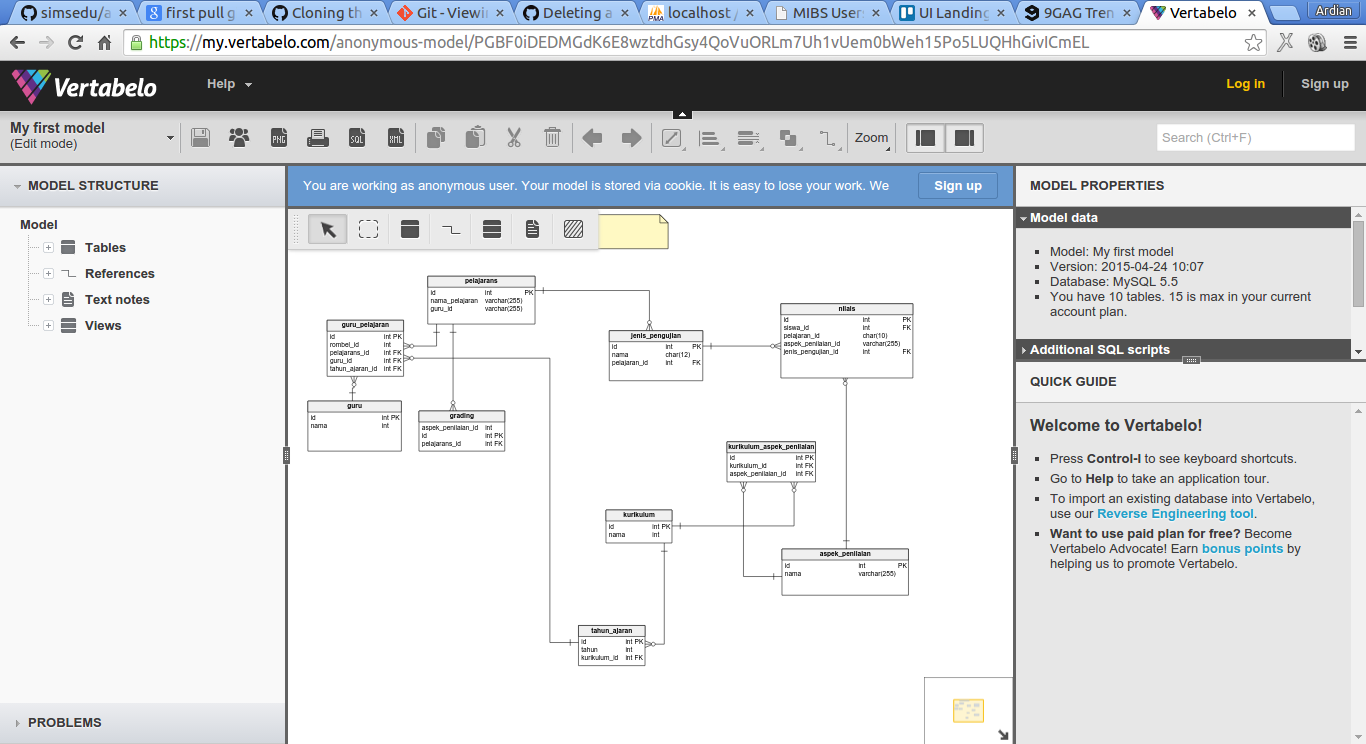 simsedu/a
first pull g
Cloning th
Git - Viewin
Deleting a
localhost /
MIBS User
UI Landing
9GAG Tren
Vertabelo
Ardian
https://my.vertabelo.com/anonymous-model/PGBF0iDEDMGdK6E8wztdhGsy4QoVuORLm7Uh1vUem0bWeh15Po5LUQHhGivICmEL
Vertabelo
Help
Log in
Sign up
My first model
(Edit mode)
PNG
SQL
XML
Zoom
Search (Ctrl+F)
MODEL STRUCTURE
Model
Tables
References
Text notes
Views
PROBLEMS
You are working as anonymous user. Your model is stored via cookie. It is easy to lose your work. We
Sign up
pelajarans
id int PK
nama_pelajaran varchar(255)
guru_id varchar(255)
guru_pelajaran
id int PK
rombel_id int
pelajarans_id int FK
guru_id int FK
tahun_ajaran_id int FK
guru
id int PK
nama int
grading
aspek_penilaian_id int
id int PK
pelajarans_id int FK
jenis_pengujian
id int PK
nama char(12)
pelajaran_id int FK
nilais
id int PK
siswa_id int FK
pelajaran_id char(10)
aspek_penilaian_id varchar(255)
jenis_pengujian_id int FK
kurikulum_aspek_penilaian
id int PK
kurikulum_id int FK
aspek_penilaian_id int FK
kurikulum
id int PK
nama int
aspek_penilaian
id int PK
nama varchar(255)
tahun_ajaran
id int PK
tahun int
kurikulum_id int FK
MODEL PROPERTIES
Model data
Model: My first model
Version: 2015-04-24 10:07
Database: MySQL 5.5
You have 10 tables. 15 is max in your current
account plan.
Additional SQL scripts
QUICK GUIDE
Welcome to Vertabelo!
Press Control-I to see keyboard shortcuts.
Go to Help to take an application tour.
To import an existing database into Vertabelo,
use our Reverse Engineering tool.
Want to use paid plan for free? Become
Vertabelo Advocate! Earn bonus points by
helping us to promote Vertabelo.